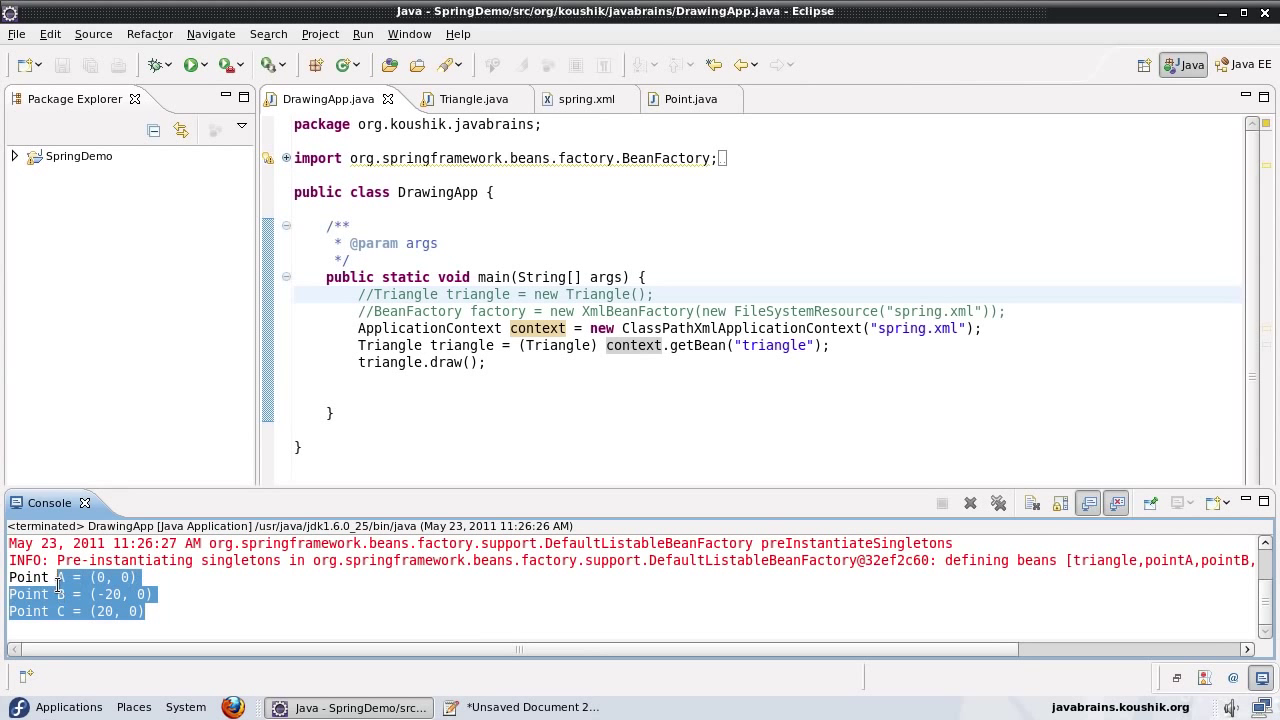 Java - SpringDemo/src/org/koushik/javabrains/DrawingApp.java - Eclipse
File Edit Source Refactor Navigate Search Project Run Window Help
Java Java EE
Package Explorer
DrawingApp.java Triangle.java spring.xml Point.java
SpringDemo
package org.koushik.javabrains;
import org.springframework.beans.factory.BeanFactory;
public class DrawingApp {
/**
* @param args
*/
public static void main(String[] args) {
//Triangle triangle = new Triangle();
//BeanFactory factory = new XmlBeanFactory(new FileSystemResource("spring.xml"));
ApplicationContext context = new ClassPathXmlApplicationContext("spring.xml");
Triangle triangle = (Triangle) context.getBean("triangle");
triangle.draw();
}
}
Console
<terminated> DrawingApp [Java Application] /usr/java/jdk1.6.0_25/bin/java (May 23, 2011 11:26:26 AM)
May 23, 2011 11:26:27 AM org.springframework.beans.factory.support.DefaultListableBeanFactory preInstantiateSingletons
INFO: Pre-instantiating singletons in org.springframework.beans.factory.support.DefaultListableBeanFactory@32ef2c60: defining beans [triangle,pointA,pointB,
Point A = (0, 0)
Point B = (-20, 0)
Point C = (20, 0)
Applications Places System Java - SpringDemo/src... *Unsaved Document 2... javabrains.koushik.org